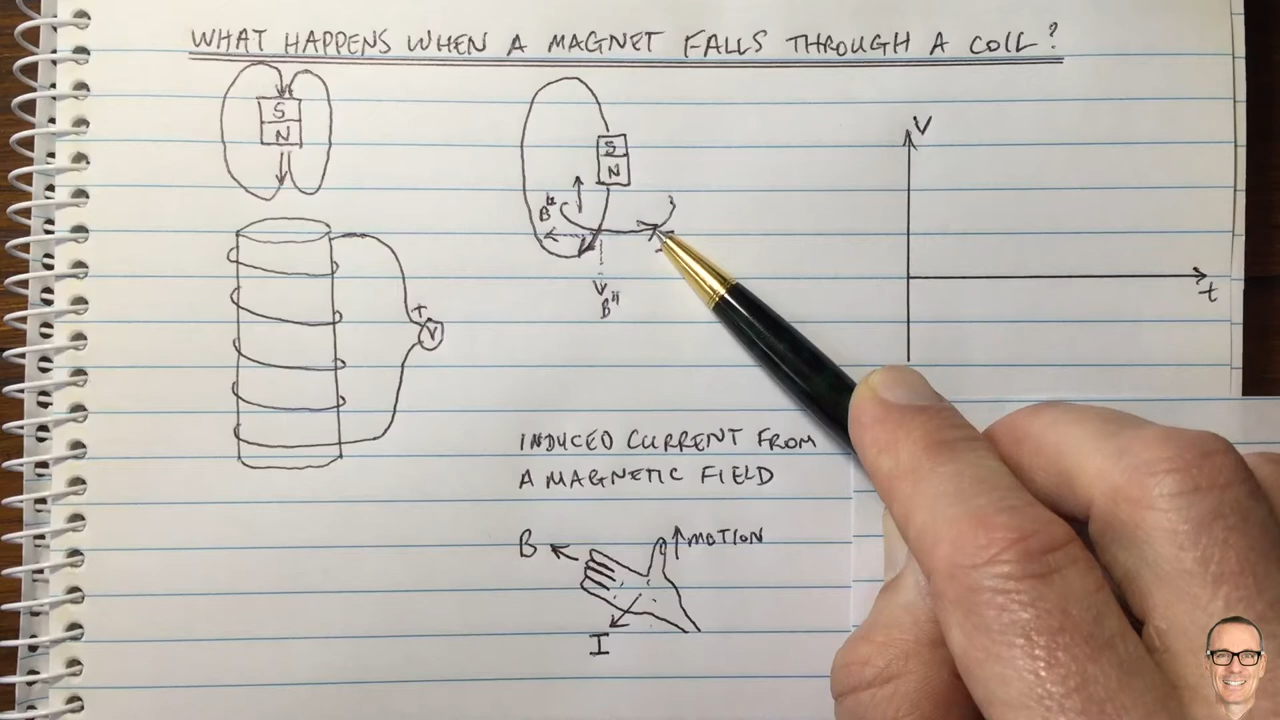 WHAT HAPPENS WHEN A MAGNET FALLS THROUGH A COIL?
S
N
S
N
V
t
B⊥
B"
+
V
INDUCED CURRENT FROM
A MAGNETIC FIELD
B
MOTION
I